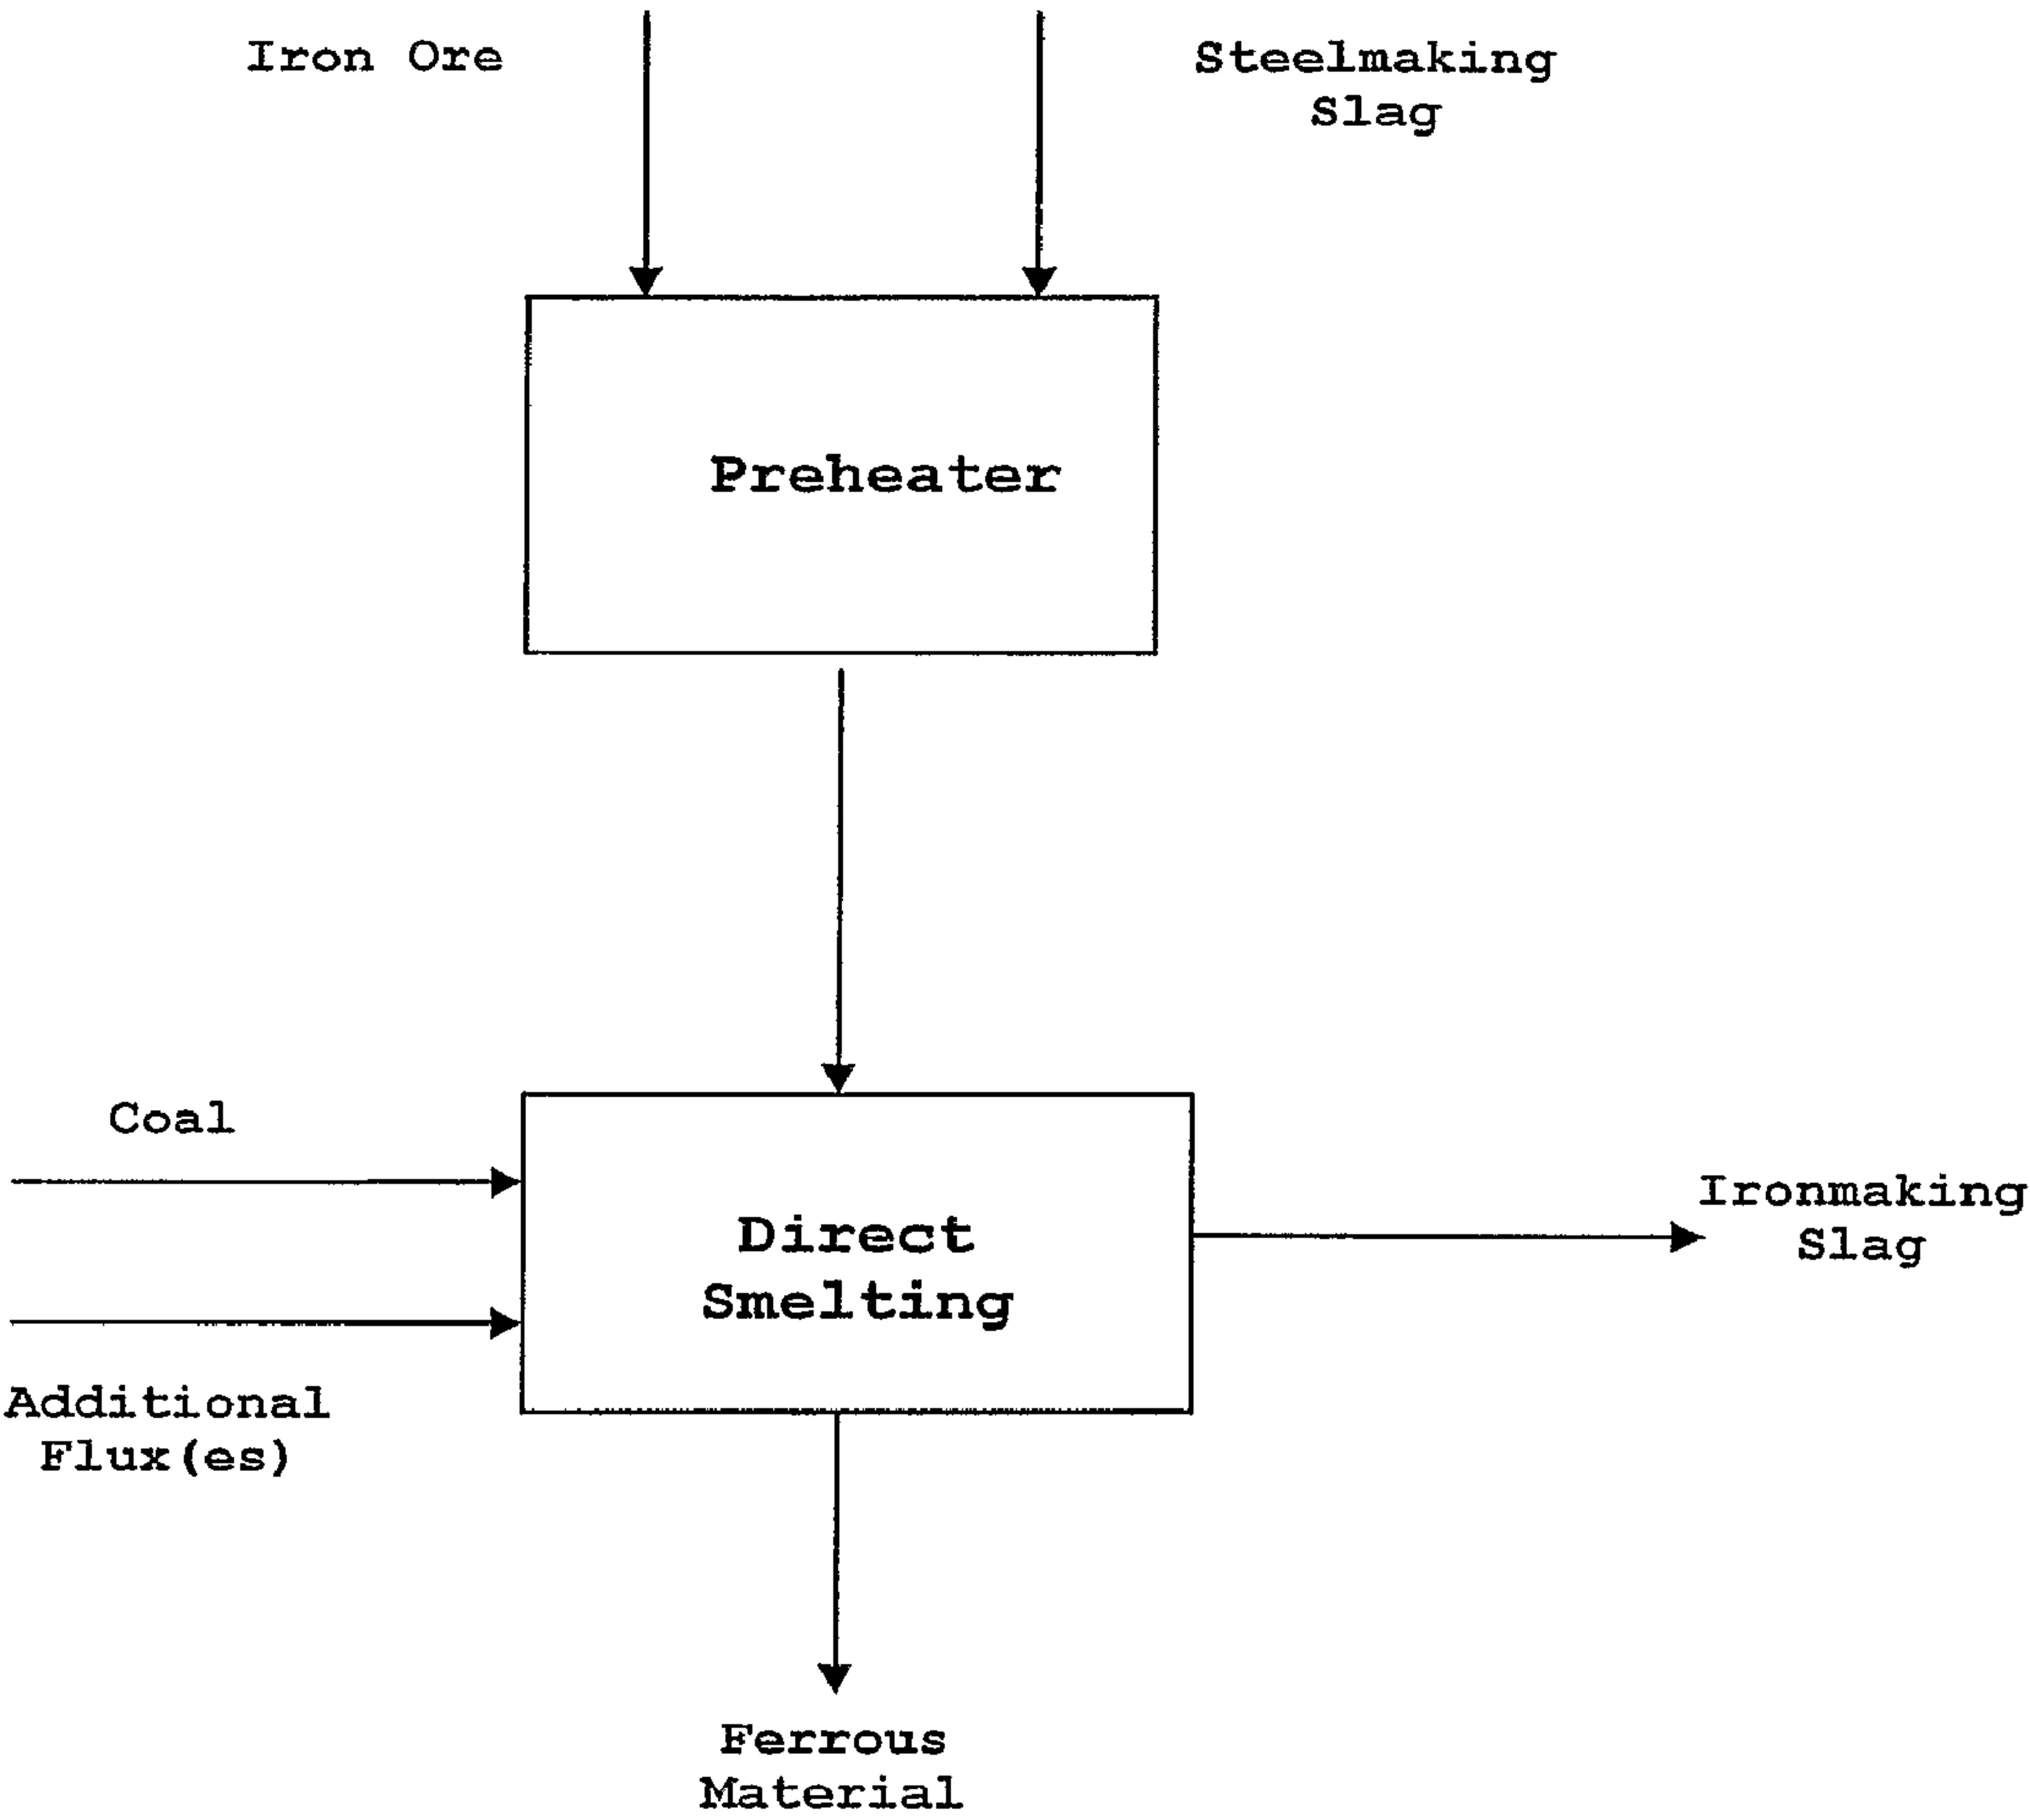 Iron Ore
Steelmaking
Slag
Preheater
Coal
Direct
Smelting
Ironmaking
Slag
Additional
Flux(es)
Ferrous
Material